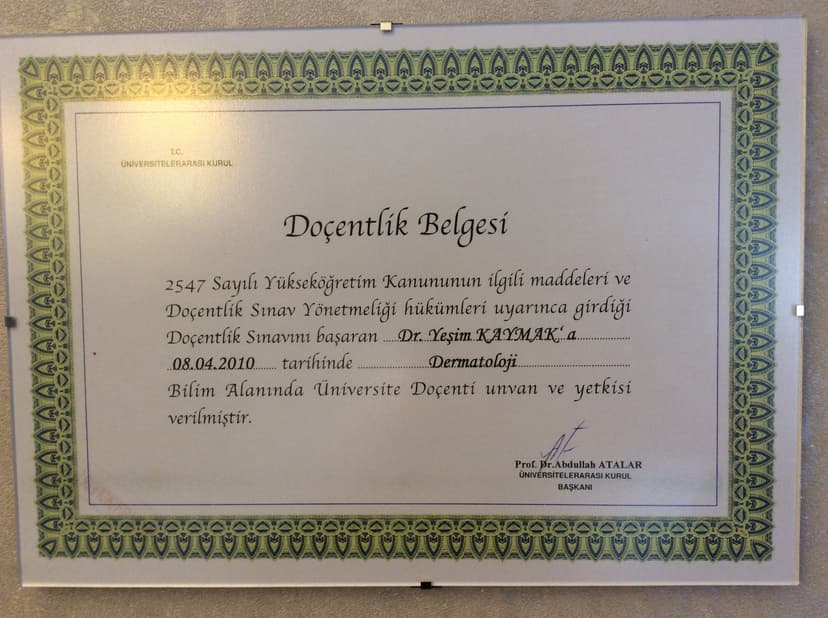 T.C.
ÜNİVERSİTELERARASI KURUL
Doçentlik Belgesi
2547 Sayılı Yükseköğretim Kanununun ilgili maddeleri ve
Doçentlik Sınav Yönetmeliği hükümleri uyarınca girdiği
Doçentlik Sınavını başaran ...Dr. Yeşim KAYMAK'a...
08.04.2010...... tarihinde ..................Dermatoloji..................
Bilim Alanında Üniversite Doçenti unvan ve yetkisi
verilmiştir.
Prof. Dr.Abdullah ATALAR
ÜNİVERSİTELERARASI KURUL
BAŞKANI